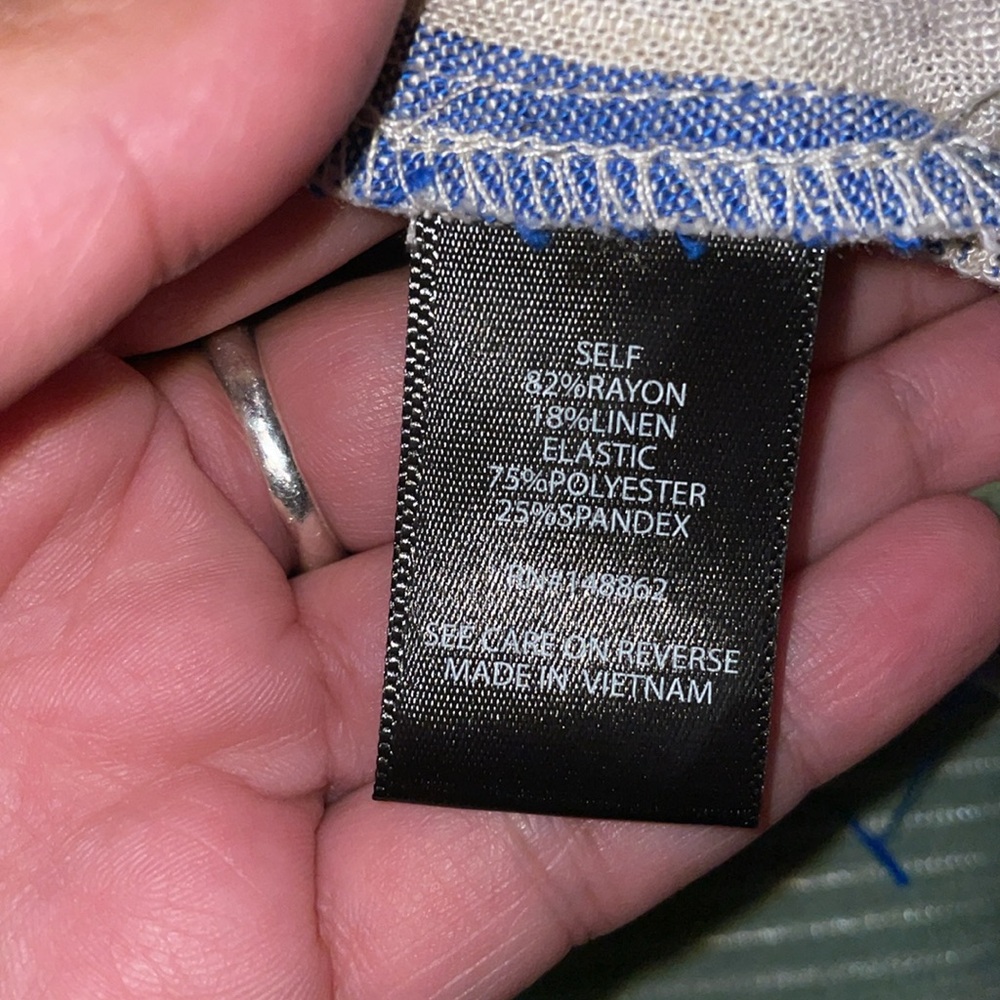 SELF
82%RAYON
18%LINEN
ELASTIC
75%POLYESTER
25%SPANDEX
RN#148862
SEE CARE ON REVERSE
MADE IN VIETNAM